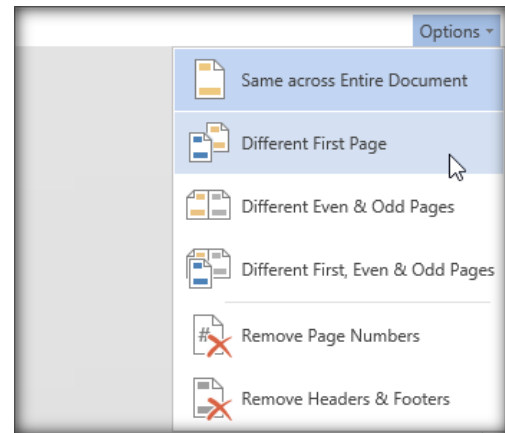 Options
Same across Entire Document
Different First Page
Different Even & Odd Pages
Different First, Even & Odd Pages
#
Remove Page Numbers
Remove Headers & Footers